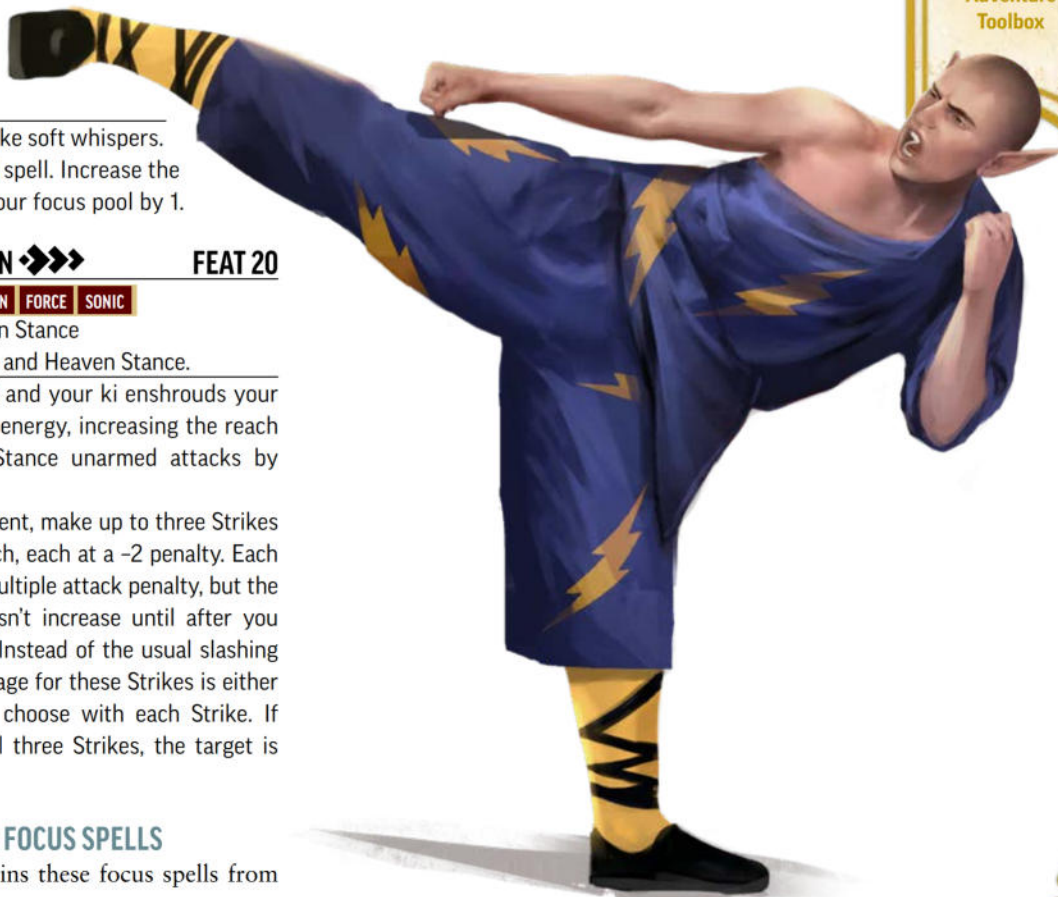 Toolbox
ke soft whispers.
spell. Increase the
our focus pool by 1.
N
FEAT 20
N FORCE SONIC
n Stance
and Heaven Stance.
and your ki enshrouds your
energy, increasing the reach
Stance unarmed attacks by
ent, make up to three Strikes
ch, each at a –2 penalty. Each
ultiple attack penalty, but the
sn't increase until after you
Instead of the usual slashing
age for these Strikes is either
choose with each Strike. If
l three Strikes, the target is
FOCUS SPELLS
ins these focus spells from